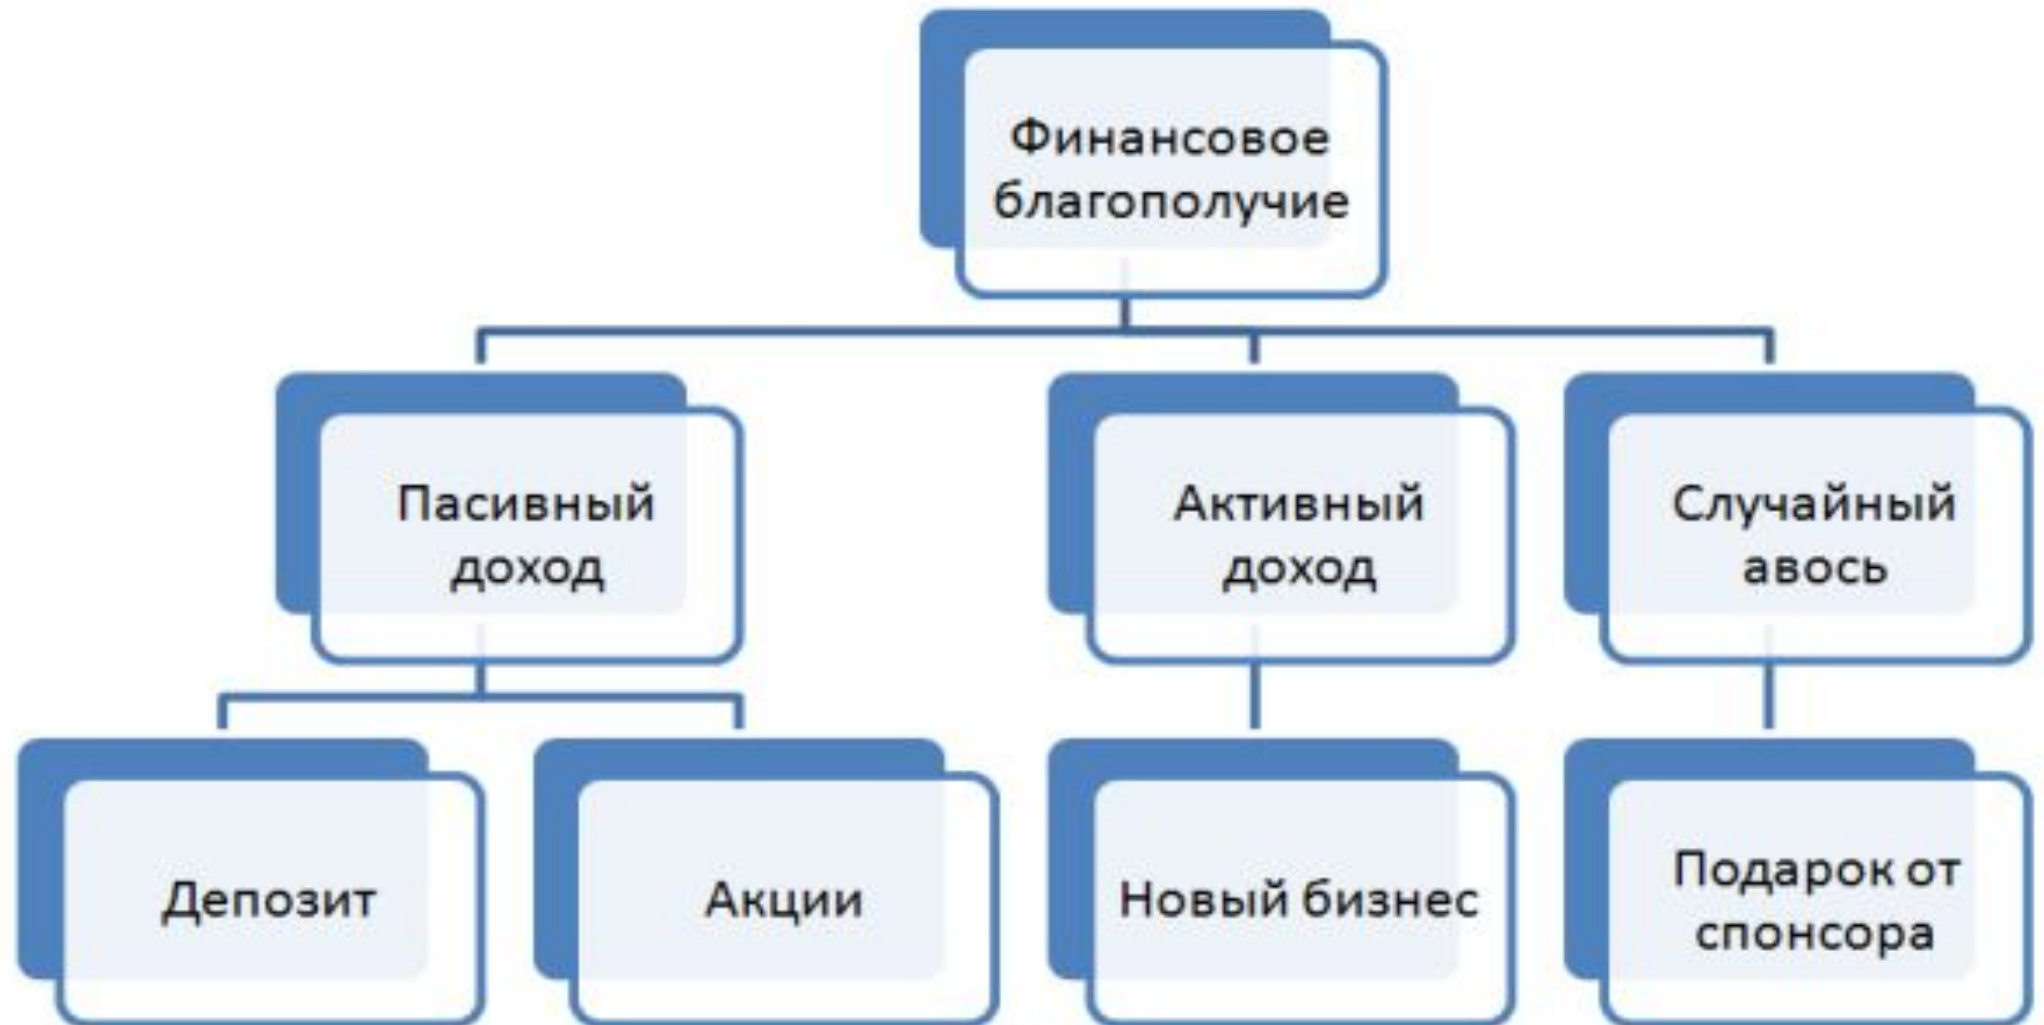 Финансовое
благополучие
Пасивный
доход
Активный
доход
Случайный
авось
Депозит
Акции
Новый бизнес
Подарок от
спонсора